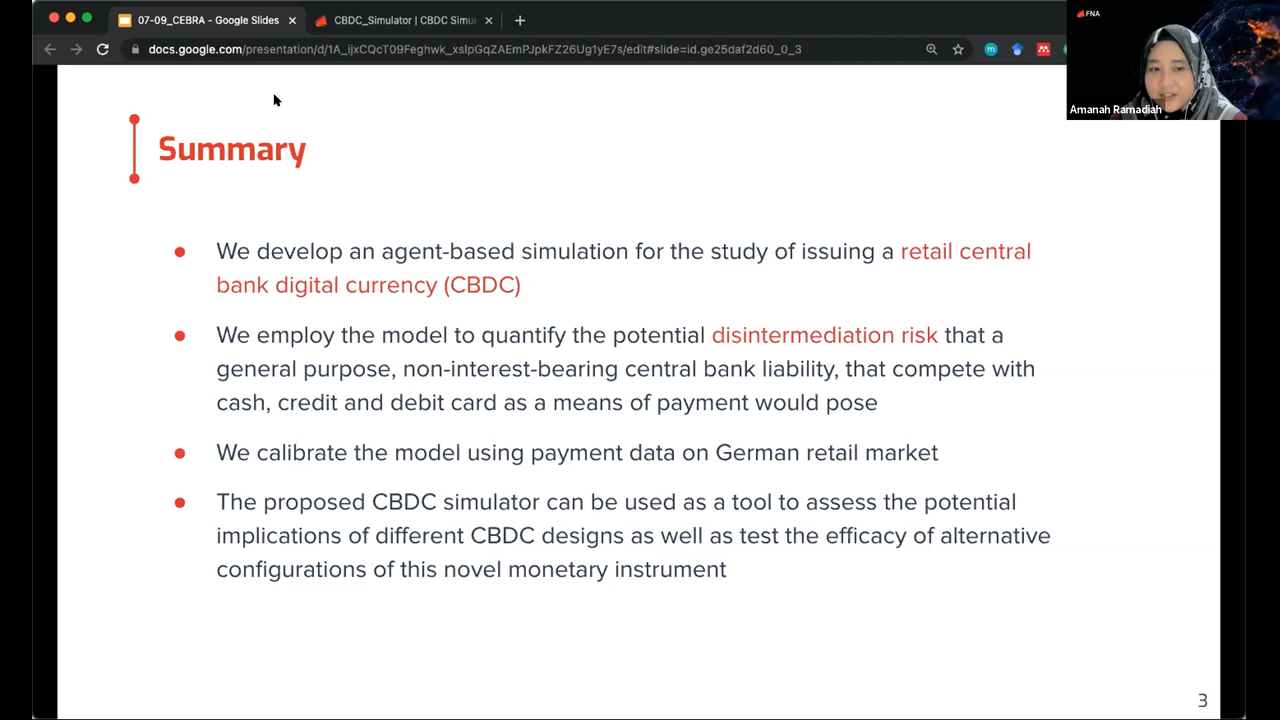 07-09_CEBRA - Google Slides
CBDC_Simulator | CBDC Simu
docs.google.com/presentation/d/1A_ijxCQcT09Feghwk_xsIpGqZAEmPJpkFZ26Ug1yE7s/edit#slide=id.ge25daf2d60_0_3
FNA
Amanah Ramadiah
Summary
We develop an agent-based simulation for the study of issuing a retail central
bank digital currency (CBDC)
We employ the model to quantify the potential disintermediation risk that a
general purpose, non-interest-bearing central bank liability, that compete with
cash, credit and debit card as a means of payment would pose
We calibrate the model using payment data on German retail market
The proposed CBDC simulator can be used as a tool to assess the potential
implications of different CBDC designs as well as test the efficacy of alternative
configurations of this novel monetary instrument
3